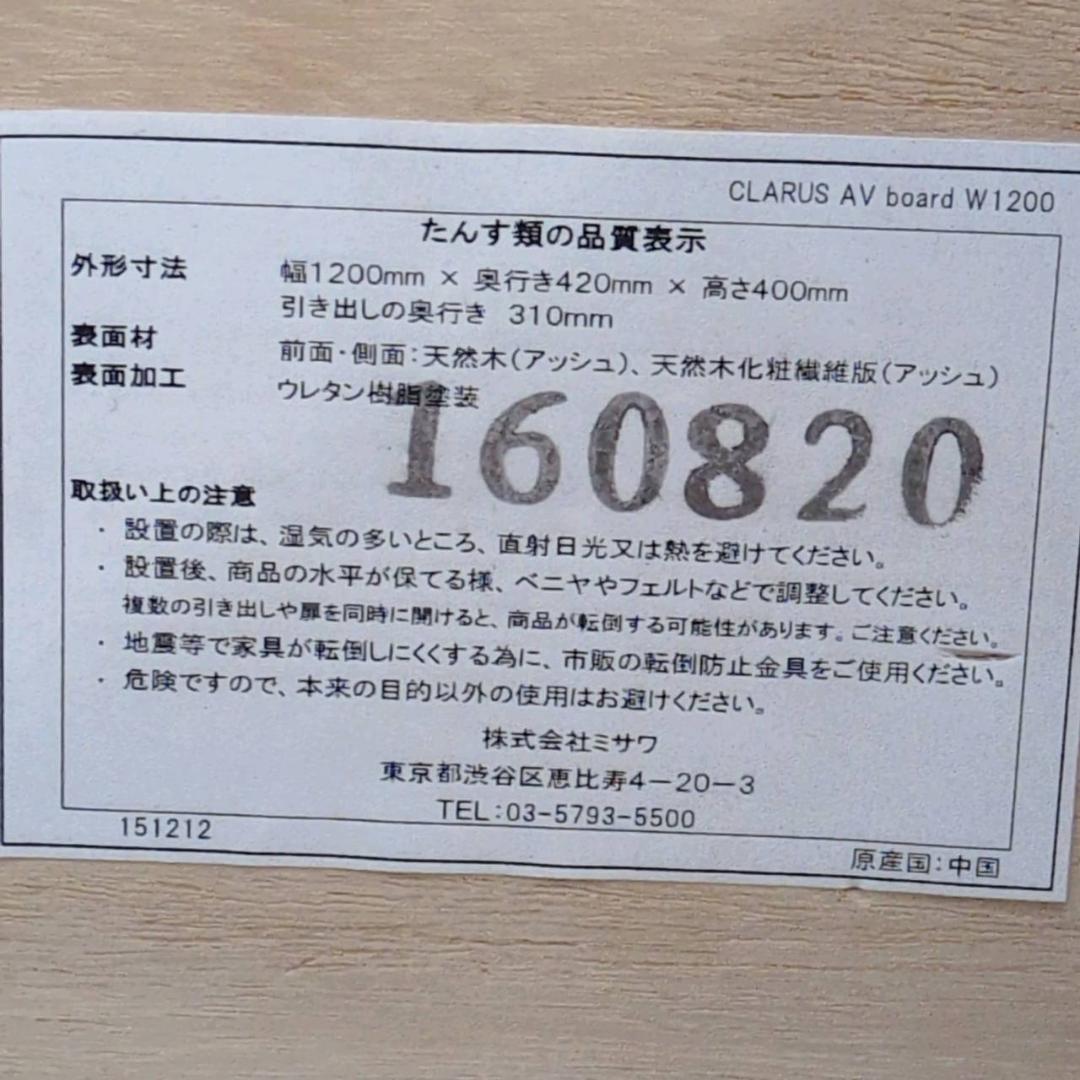 CLARUS AV board W1200
たんす類の品質表示
外形寸法 幅1200mm × 奥行き420mm × 高さ400mm
引き出しの奥行き 310mm
表面材 前面・側面：天然木（アッシュ）、天然木化粧繊維版（アッシュ）
表面加工 ウレタン樹脂塗装
160820
取扱い上の注意
・ 設置の際は、湿気の多いところ、直射日光又は熱を避けてください。
・ 設置後、商品の水平が保てる様、ベニヤやフェルトなどで調整してください。
複数の引き出しや扉を同時に開けると、商品が転倒する可能性があります。ご注意ください。
・ 地震等で家具が転倒しにくくする為に、市販の転倒防止金具をご使用ください。
・ 危険ですので、本来の目的以外の使用はお避けください。
株式会社ミサワ
東京都渋谷区恵比寿4－20－3
TEL：03-5793-5500
151212
原産国：中国